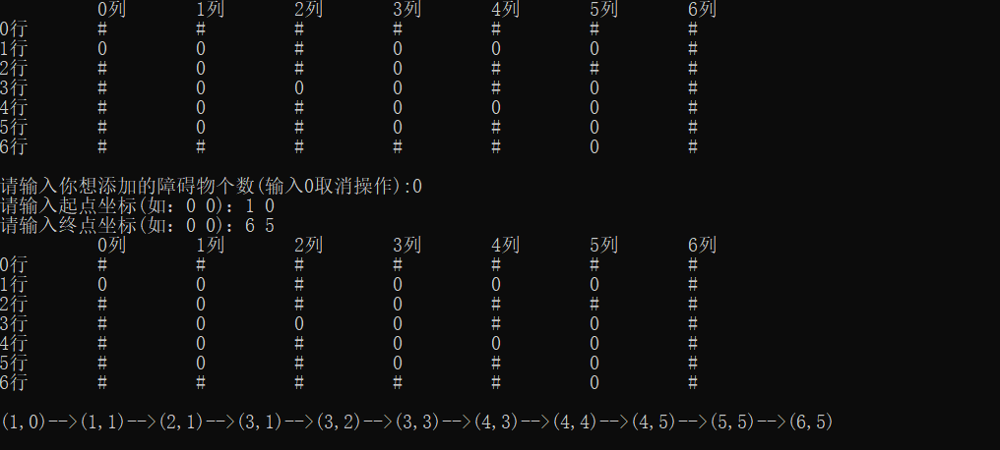 0列 1列 2列 3列 4列 5列 6列
0行 # # # # # # #
1行 0 0 # 0 0 0 #
2行 # 0 # 0 # # #
3行 # 0 0 0 # 0 #
4行 # 0 # 0 0 0 #
5行 # 0 # 0 # 0 #
6行 # # # # # 0 #
请输入你想添加的障碍物个数(输入0取消操作):0
请输入起点坐标(如：0 0)：1 0
请输入终点坐标(如：0 0)：6 5
0列 1列 2列 3列 4列 5列 6列
0行 # # # # # # #
1行 0 0 # 0 0 0 #
2行 # 0 # 0 # # #
3行 # 0 0 0 # 0 #
4行 # 0 # 0 0 0 #
5行 # 0 # 0 # 0 #
6行 # # # # # 0 #
(1,0)-->(1,1)-->(2,1)-->(3,1)-->(3,2)-->(3,3)-->(4,3)-->(4,4)-->(4,5)-->(5,5)-->(6,5)